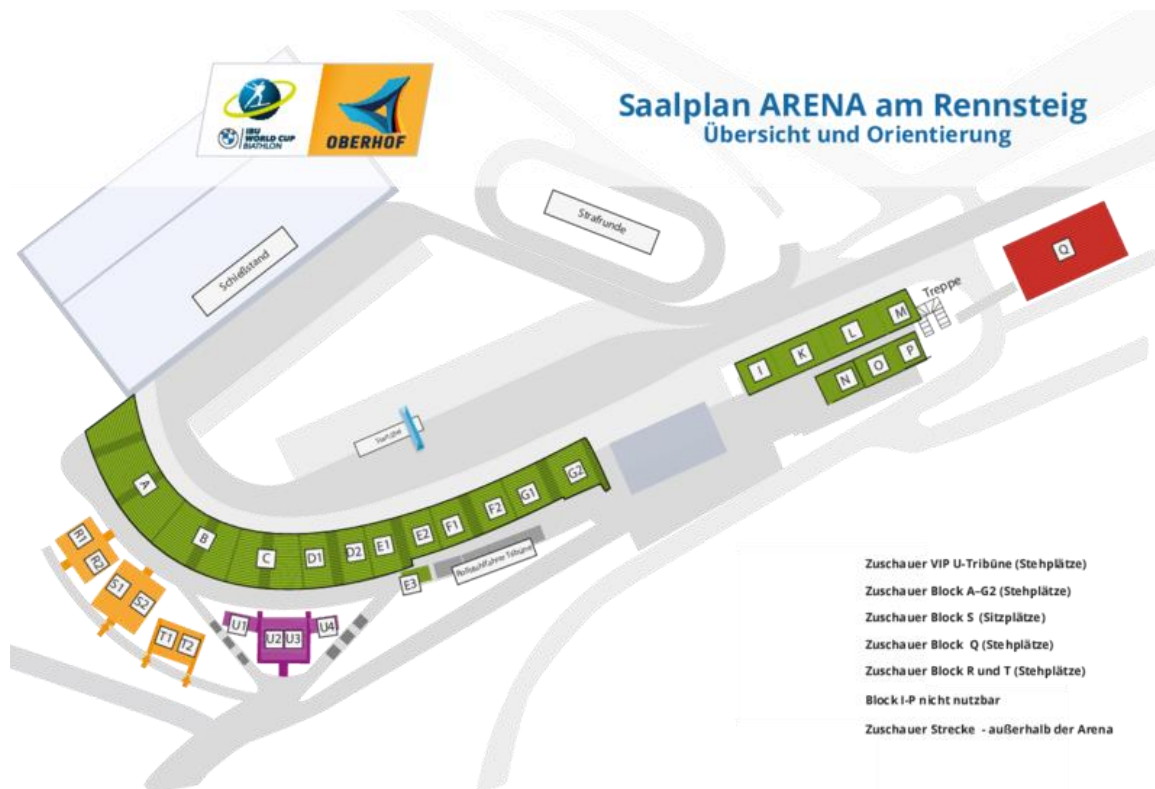 IBU
WORLD CUP
BIATHLON
OBERHOF
Saalplan ARENA am Rennsteig
Übersicht und Orientierung
Strafrunde
Schießstand
Q
Treppe
M
L
K
I
P
O
N
A
B
C
D1
D2
E1
E2
F1
F2
G1
G2
E3
Rollstuhlfahrer Tribüne
R1
R2
S1
S2
T1
T2
U1
U2
U3
U4
Zuschauer VIP U-Tribüne (Stehplätze)
Zuschauer Block A–G2 (Stehplätze)
Zuschauer Block S (Sitzplätze)
Zuschauer Block Q (Stehplätze)
Zuschauer Block R und T (Stehplätze)
Block I-P nicht nutzbar
Zuschauer Strecke - außerhalb der Arena